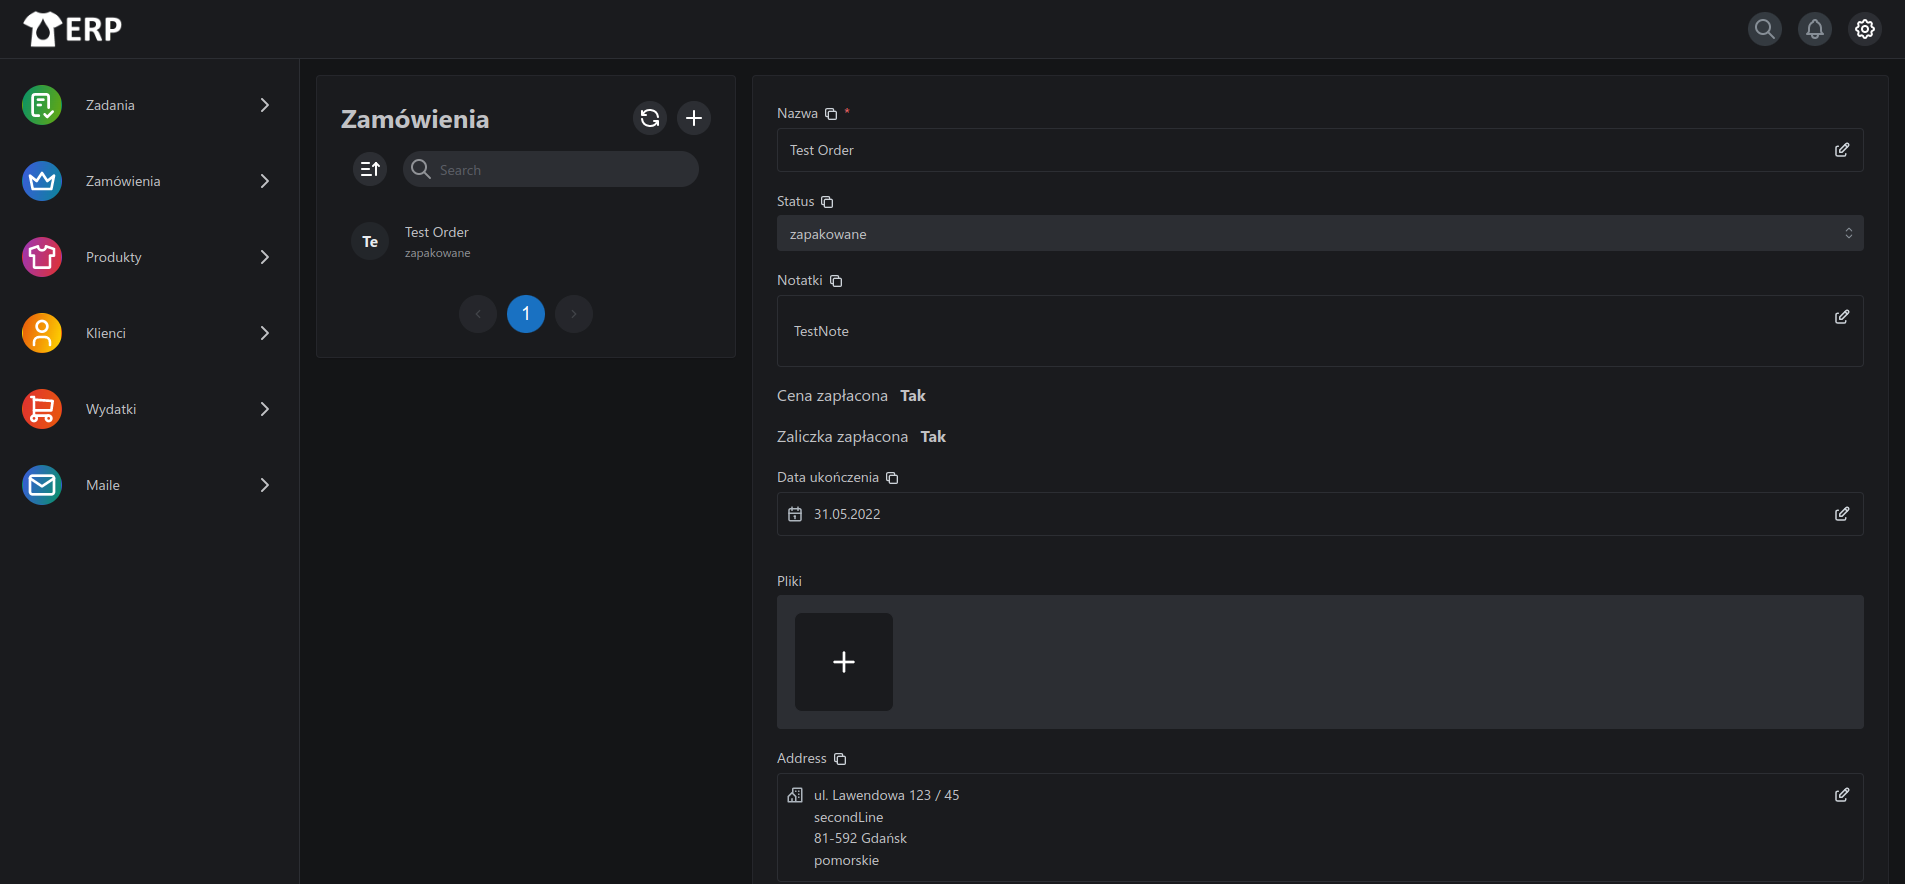 ERP
Zadania
Zamówienia
Produkty
Klienci
Wydatki
Maile
Zamówienia
Search
Te
Test Order
zapakowane
1
Nazwa *
Test Order
Status
zapakowane
Notatki
TestNote
Cena zapłacona Tak
Zaliczka zapłacona Tak
Data ukończenia
31.05.2022
Pliki
Address
ul. Lawendowa 123 / 45
secondLine
81-592 Gdańsk
pomorskie